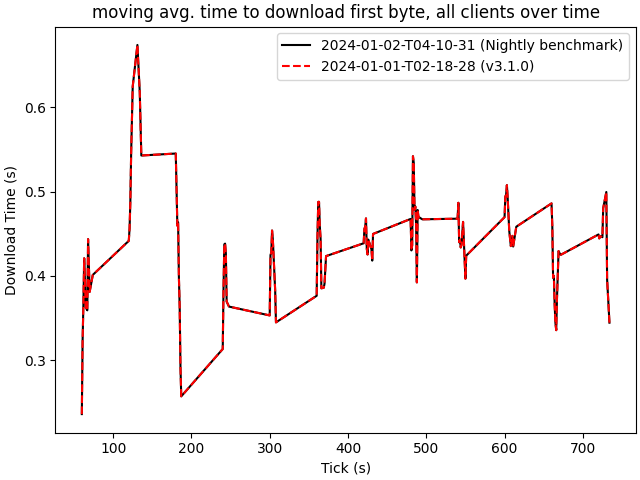 moving avg. time to download first byte, all clients over time
2024-01-02-T04-10-31 (Nightly benchmark)
2024-01-01-T02-18-28 (v3.1.0)
Download Time (s)
0.6
0.5
0.4
0.3
100 200 300 400 500 600 700
Tick (s)